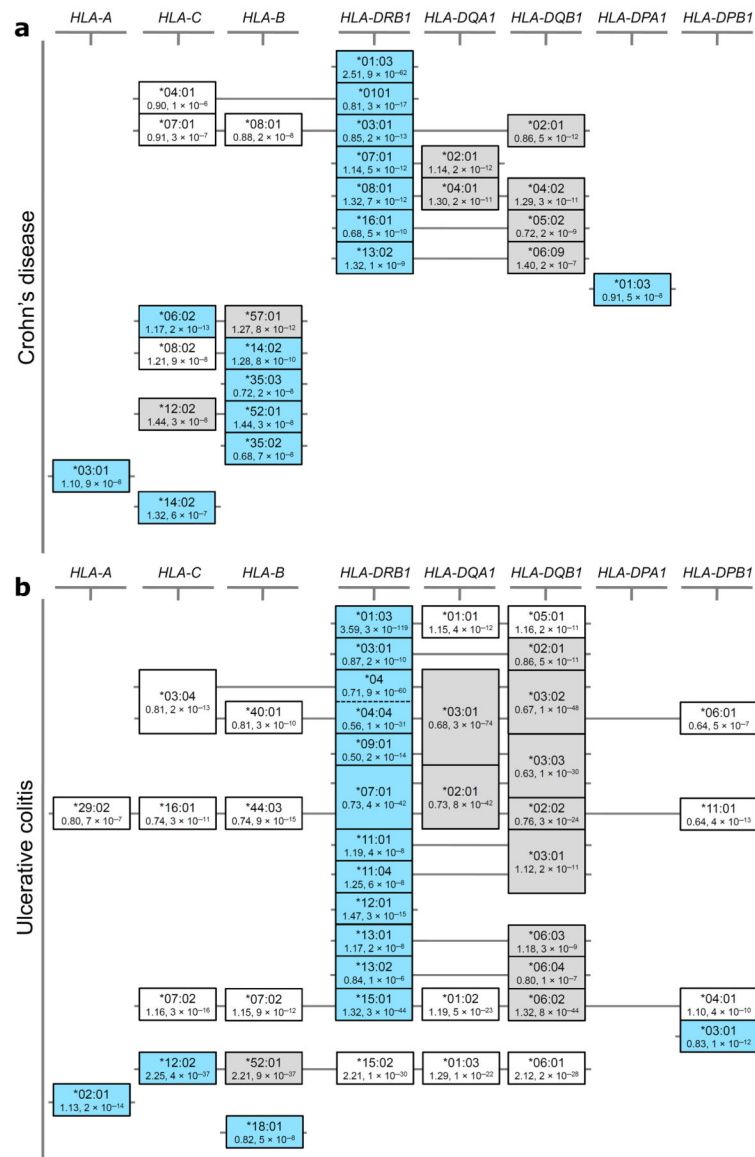 a
HLA-A HLA-C HLA-B HLA-DRB1 HLA-DQA1 HLA-DQB1 HLA-DPA1 HLA-DPB1
Crohn's disease
*01:03
2.51, 9 × 10⁻⁶²
*04:01 *0101
0.90, 1 × 10⁻⁶ 0.81, 3 × 10⁻¹⁷
*07:01 *08:01 *03:01 *02:01
0.91, 3 × 10⁻⁷ 0.88, 2 × 10⁻⁸ 0.85, 2 × 10⁻¹³ 0.86, 5 × 10⁻¹²
*07:01 *02:01
1.14, 5 × 10⁻¹² 1.14, 2 × 10⁻¹²
*08:01 *04:01 *04:02
1.32, 7 × 10⁻¹² 1.30, 2 × 10⁻¹¹ 1.29, 3 × 10⁻¹¹
*16:01 *05:02
0.68, 5 × 10⁻¹⁰ 0.72, 2 × 10⁻⁹
*13:02 *06:09
1.32, 1 × 10⁻⁹ 1.40, 2 × 10⁻⁷
*01:03
0.91, 5 × 10⁻⁸
*06:02 *57:01
1.17, 2 × 10⁻¹³ 1.27, 8 × 10⁻¹²
*08:02 *14:02
1.21, 9 × 10⁻⁸ 1.28, 8 × 10⁻¹⁰
*35:03
0.72, 2 × 10⁻⁸
*12:02 *52:01
1.44, 3 × 10⁻⁸ 1.44, 3 × 10⁻⁸
*35:02
0.68, 7 × 10⁻⁸
*03:01
1.10, 9 × 10⁻⁸
*14:02
1.32, 6 × 10⁻⁷
b
HLA-A HLA-C HLA-B HLA-DRB1 HLA-DQA1 HLA-DQB1 HLA-DPA1 HLA-DPB1
Ulcerative colitis
*01:03 *01:01 *05:01
3.59, 3 × 10⁻¹¹⁹ 1.15, 4 × 10⁻¹² 1.16, 2 × 10⁻¹¹
*03:01 *02:01
0.87, 2 × 10⁻¹⁰ 0.86, 5 × 10⁻¹¹
*04
0.71, 9 × 10⁻⁶⁰
*03:04 *03:02
0.81, 2 × 10⁻¹³ 0.67, 1 × 10⁻⁴⁸
*40:01 *04:04 *03:01 *06:01
0.81, 3 × 10⁻¹⁰ 0.56, 1 × 10⁻³¹ 0.68, 3 × 10⁻⁷⁴ 0.64, 5 × 10⁻⁷
*09:01 *03:03
0.50, 2 × 10⁻¹⁴ 0.63, 1 × 10⁻³⁰
*07:01 *02:01
0.73, 4 × 10⁻⁴² 0.73, 8 × 10⁻⁴²
*29:02 *16:01 *44:03 *02:02 *11:01
0.80, 7 × 10⁻⁷ 0.74, 3 × 10⁻¹¹ 0.74, 9 × 10⁻¹⁵ 0.76, 3 × 10⁻²⁴ 0.64, 4 × 10⁻¹³
*11:01
1.19, 4 × 10⁻⁸
*03:01
1.12, 2 × 10⁻¹¹
*11:04
1.25, 6 × 10⁻⁸
*12:01
1.47, 3 × 10⁻¹⁵
*13:01 *06:03
1.17, 2 × 10⁻⁸ 1.18, 3 × 10⁻⁹
*13:02 *06:04
0.84, 1 × 10⁻⁶ 0.80, 1 × 10⁻⁷
*07:02 *07:02 *15:01 *01:02 *06:02 *04:01
1.16, 3 × 10⁻¹⁶ 1.15, 9 × 10⁻¹² 1.32, 3 × 10⁻⁴⁴ 1.19, 5 × 10⁻²³ 1.32, 8 × 10⁻⁴⁴ 1.10, 4 × 10⁻¹⁰
*03:01
0.83, 1 × 10⁻¹²
*12:02 *52:01 *15:02 *01:03 *06:01
2.25, 4 × 10⁻³⁷ 2.21, 9 × 10⁻³⁷ 2.21, 1 × 10⁻³⁰ 1.29, 1 × 10⁻²² 2.12, 2 × 10⁻²⁸
*02:01
1.13, 2 × 10⁻¹⁴
*18:01
0.82, 5 × 10⁻⁸